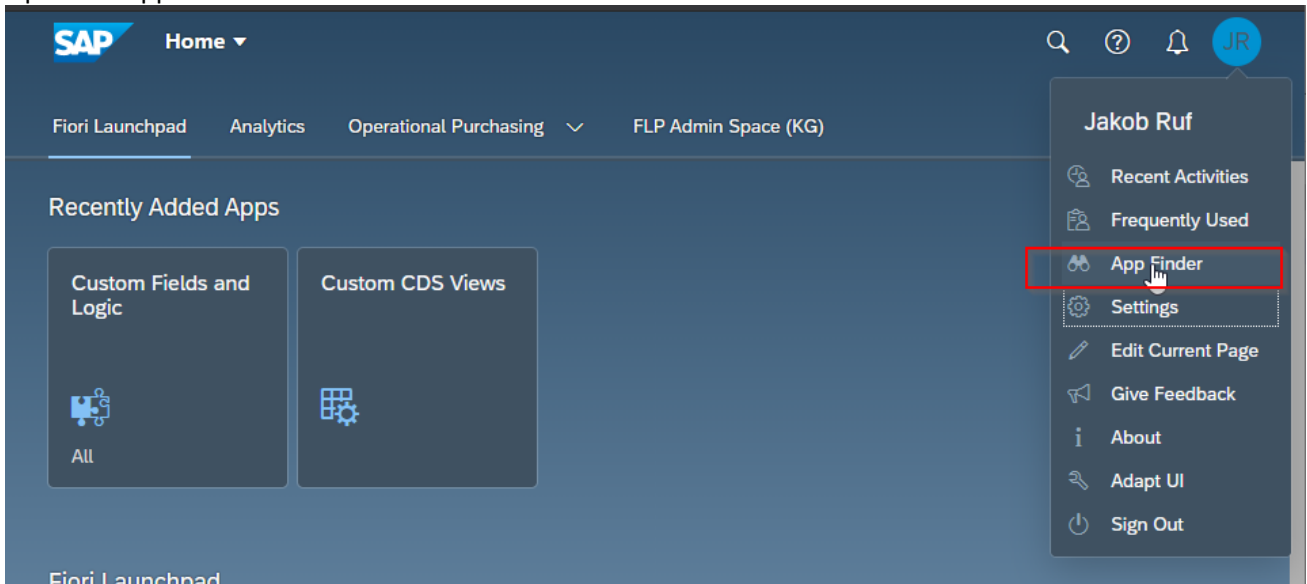 SAP Home
JR
Fiori Launchpad Analytics Operational Purchasing FLP Admin Space (KG)
Jakob Ruf
Recent Activities
Frequently Used
App Finder
Settings
Edit Current Page
Give Feedback
About
Adapt UI
Sign Out
Recently Added Apps
Custom Fields and
Logic
All
Custom CDS Views
Fiori Launchpad